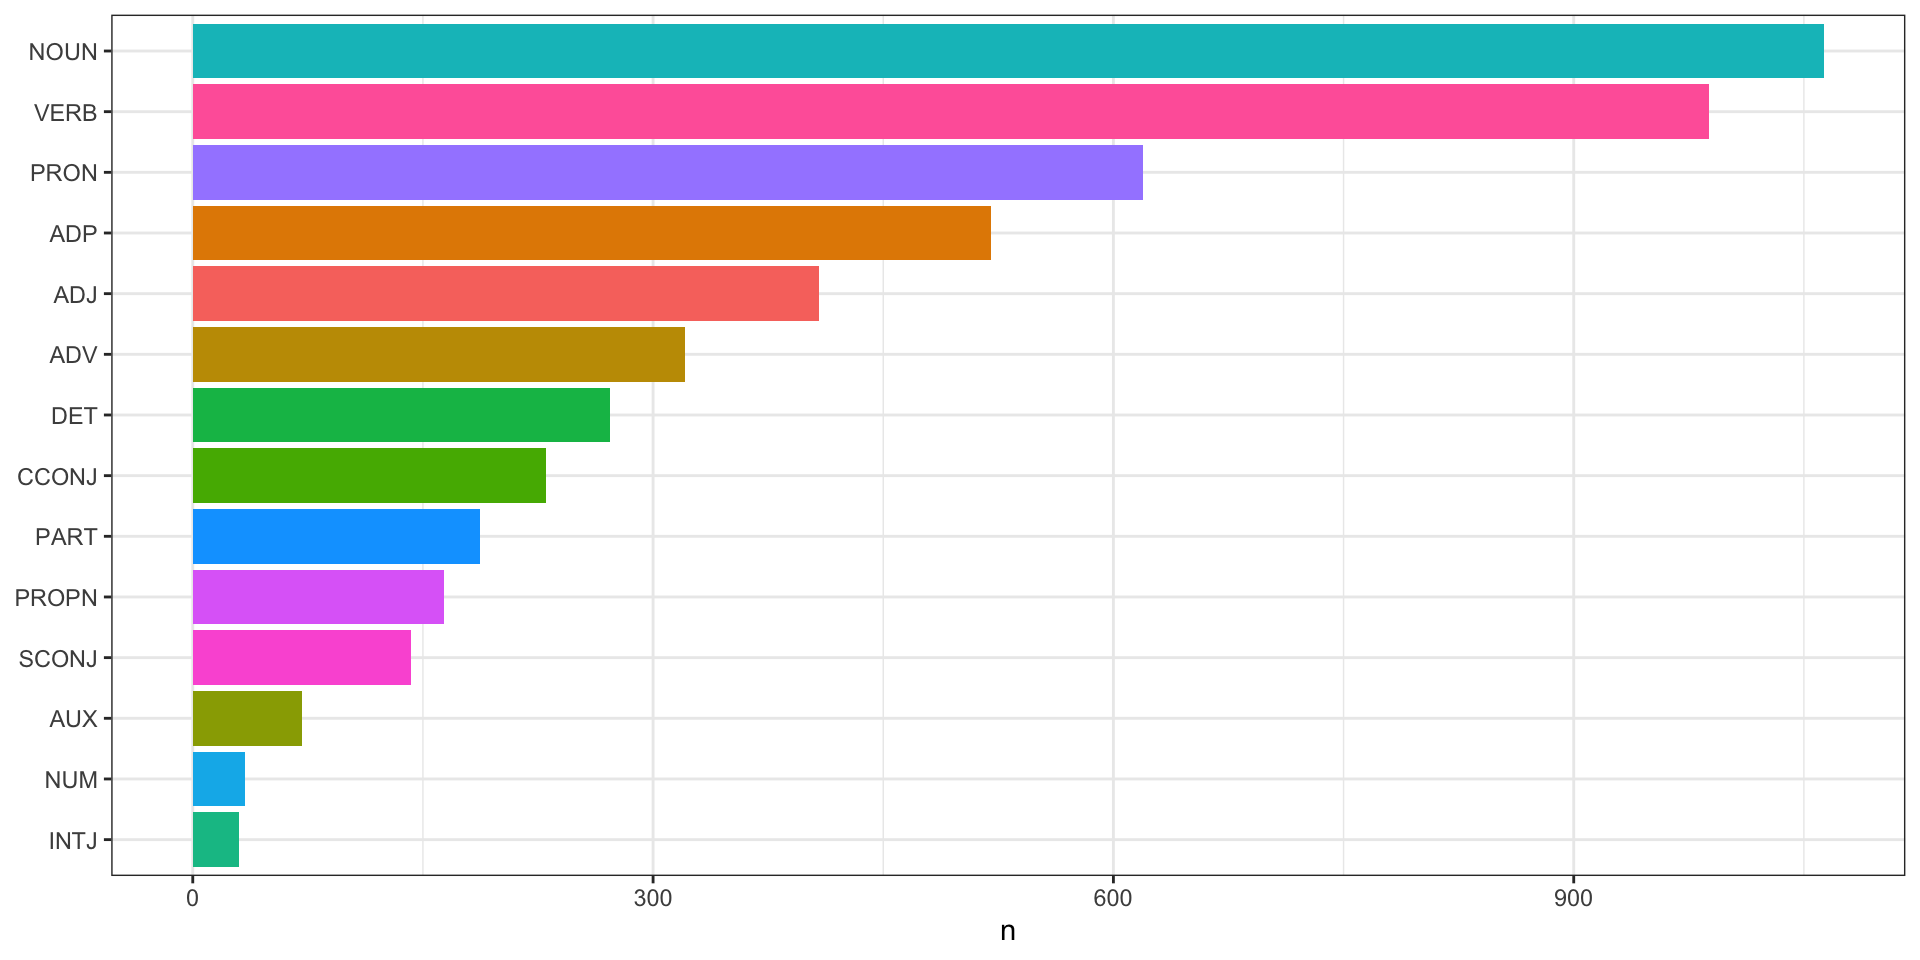 NOUN
VERB
PRON
ADP
ADJ
ADV
DET
CCONJ
PART
PROPN
SCONJ
AUX
NUM
INTJ
0 300 600 900
n